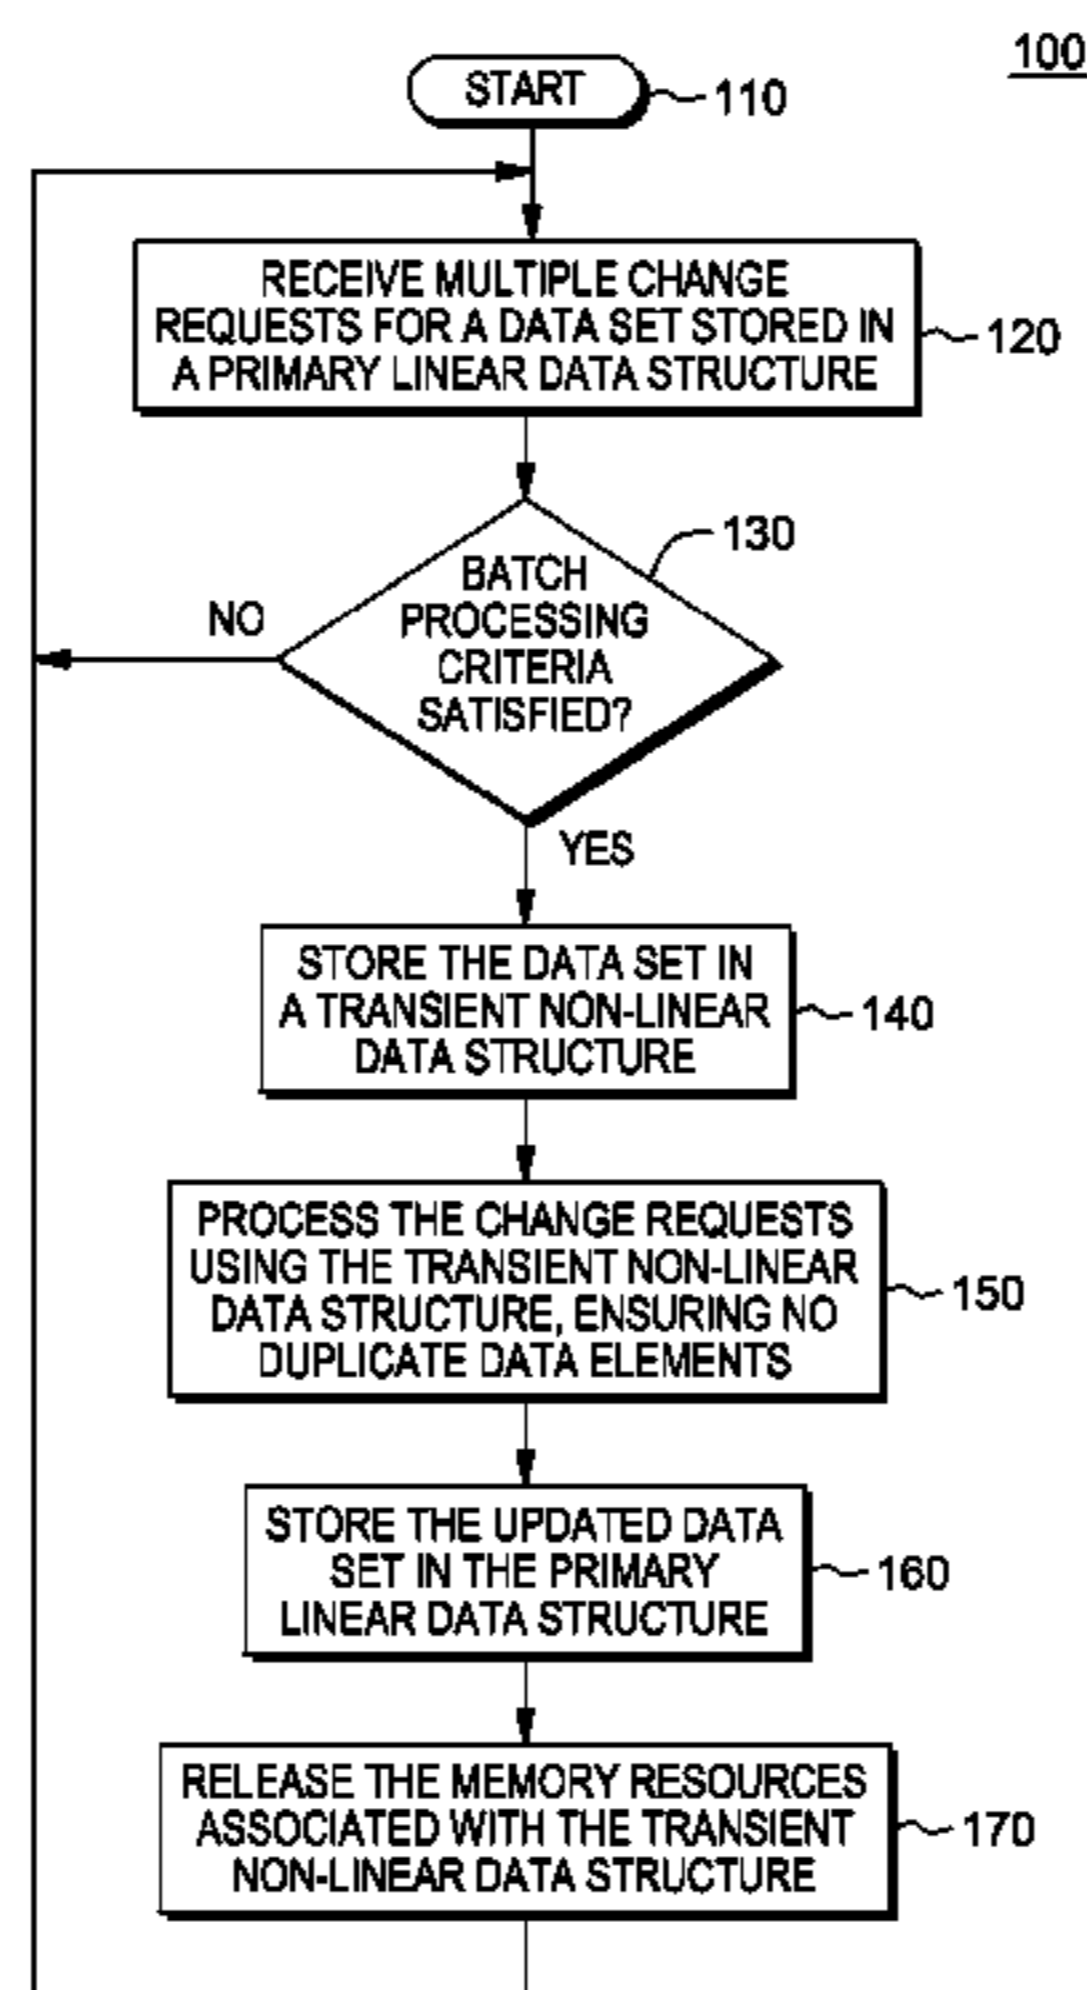 100
START
110
RECEIVE MULTIPLE CHANGE
REQUESTS FOR A DATA SET STORED IN
A PRIMARY LINEAR DATA STRUCTURE
120
130
BATCH
PROCESSING
CRITERIA
SATISFIED?
NO
YES
STORE THE DATA SET IN
A TRANSIENT NON-LINEAR
DATA STRUCTURE
140
PROCESS THE CHANGE REQUESTS
USING THE TRANSIENT NON-LINEAR
DATA STRUCTURE, ENSURING NO
DUPLICATE DATA ELEMENTS
150
STORE THE UPDATED DATA
SET IN THE PRIMARY
LINEAR DATA STRUCTURE
160
RELEASE THE MEMORY RESOURCES
ASSOCIATED WITH THE TRANSIENT
NON-LINEAR DATA STRUCTURE
170